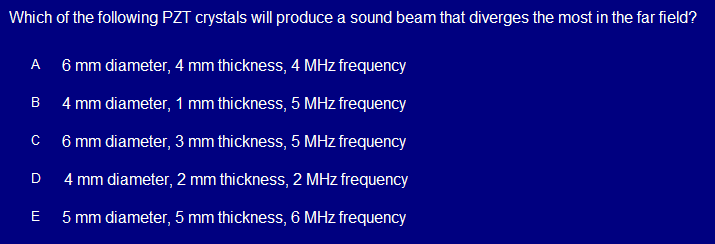 Which of the following PZT crystals will produce a sound beam that diverges the most in the far field?
A 6 mm diameter, 4 mm thickness, 4 MHz frequency
B 4 mm diameter, 1 mm thickness, 5 MHz frequency
C 6 mm diameter, 3 mm thickness, 5 MHz frequency
D 4 mm diameter, 2 mm thickness, 2 MHz frequency
E 5 mm diameter, 5 mm thickness, 6 MHz frequency